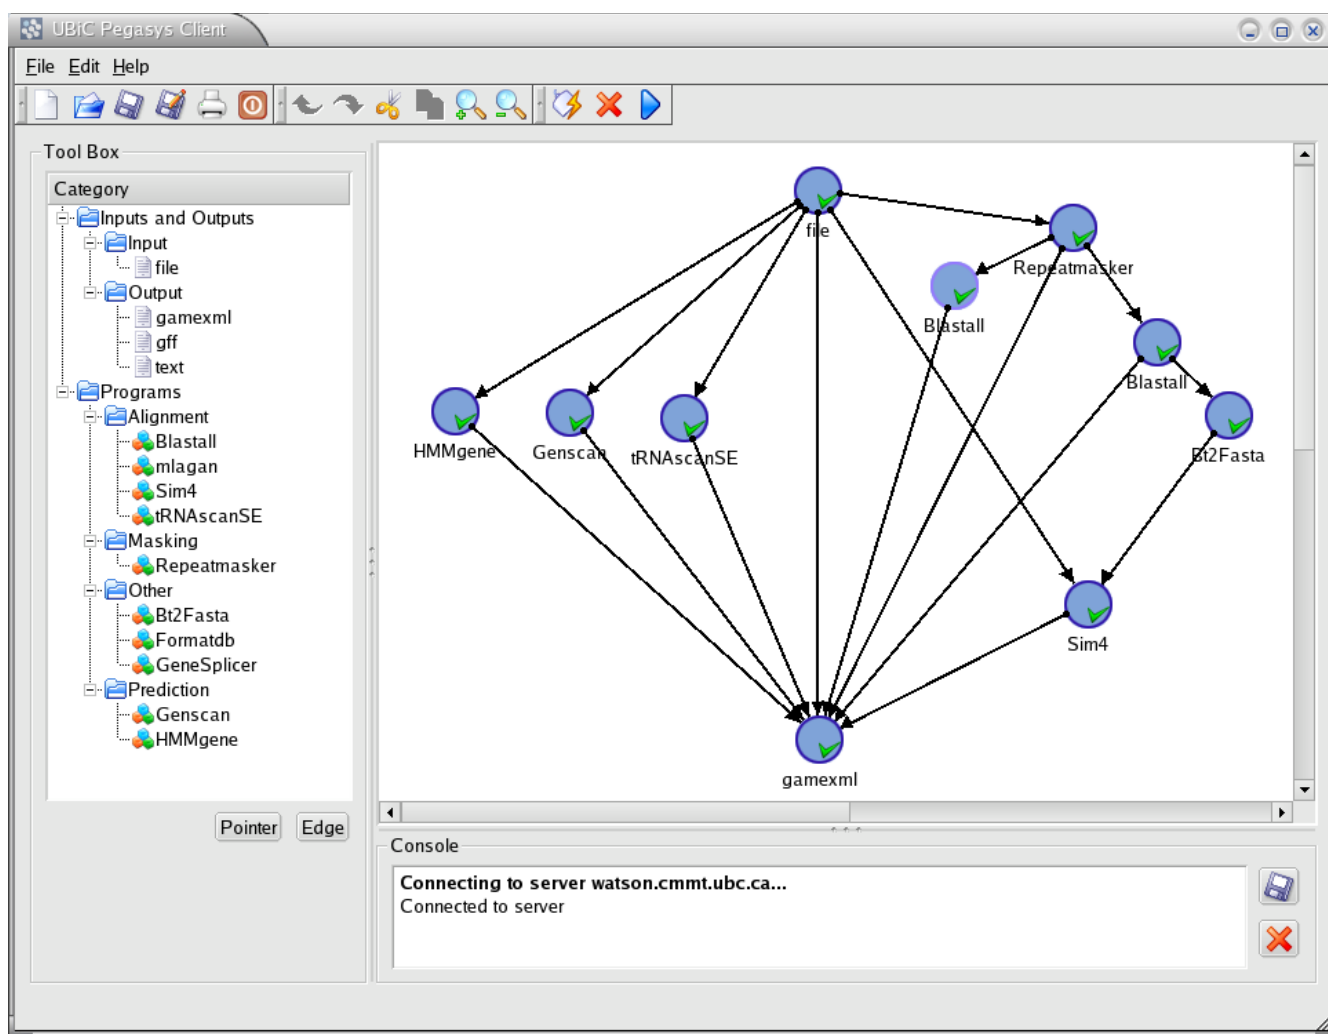 UBiC Pegasys Client
File Edit Help
Tool Box
Category
Inputs and Outputs
Input
file
Output
gamexml
gff
text
Programs
Alignment
Blastall
mlagan
Sim4
tRNAscanSE
Masking
Repeatmasker
Other
Bt2Fasta
Formatdb
GeneSplicer
Prediction
Genscan
HMMgene
Pointer Edge
file
Repeatmasker
Blastall
Blastall
HMMgene Genscan tRNAscanSE Bt2Fasta
Sim4
gamexml
Console
Connecting to server watson.cmmt.ubc.ca...
Connected to server